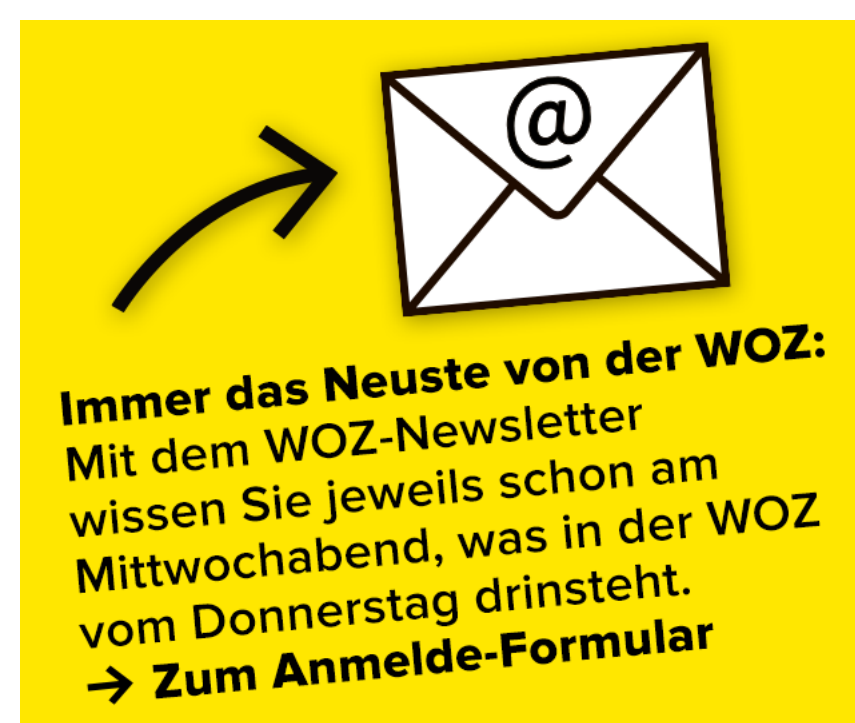 @
Immer das Neuste von der WOZ:
Mit dem WOZ-Newsletter
wissen Sie jeweils schon am
Mittwochabend, was in der WOZ
vom Donnerstag drinsteht.
→ Zum Anmelde-Formular